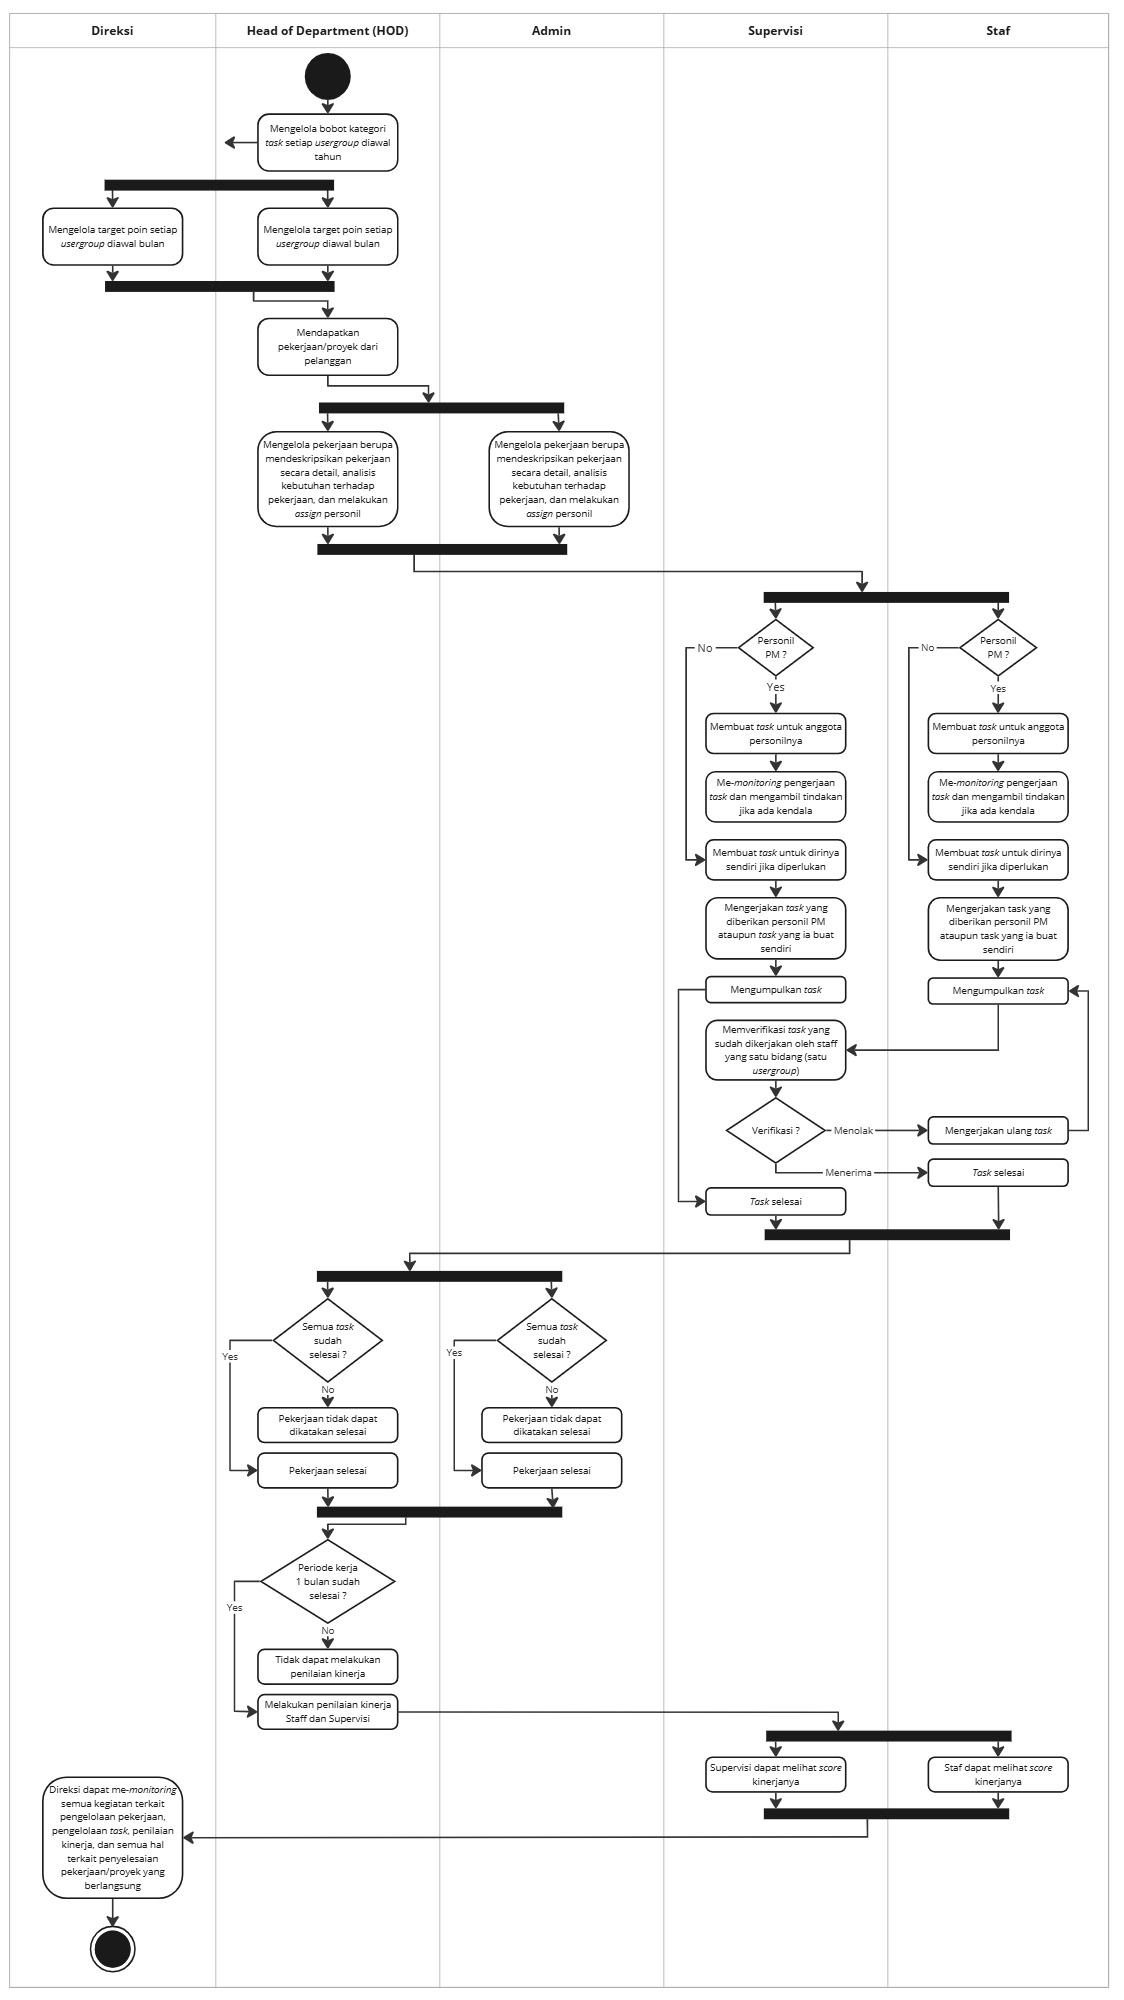 Direksi
Head of Department (HOD)
Admin
Supervisi
Staf
Mengelola bobot kategori
task setiap usergroup diawal
tahun
Mengelola target poin setiap
usergroup diawal bulan
Mengelola target poin setiap
usergroup diawal bulan
Mendapatkan
pekerjaan/proyek dari
pelanggan
Mengelola pekerjaan berupa
mendeskripsikan pekerjaan
secara detail, analisis
kebutuhan terhadap
pekerjaan, dan melakukan
assign personil
Mengelola pekerjaan berupa
mendeskripsikan pekerjaan
secara detail, analisis
kebutuhan terhadap
pekerjaan, dan melakukan
assign personil
Personil
PM ?
No
Yes
Membuat task untuk anggota
personilnya
Me-monitoring pengerjaan
task dan mengambil tindakan
jika ada kendala
Membuat task untuk dirinya
sendiri jika diperlukan
Mengerjakan task yang
diberikan personil PM
ataupun task yang ia buat
sendiri
Mengumpulkan task
Memverifikasi task yang
sudah dikerjakan oleh staff
yang satu bidang (satu
usergroup)
Verifikasi ?
Menolak
Menerima
Task selesai
Personil
PM ?
No
Yes
Membuat task untuk anggota
personilnya
Me-monitoring pengerjaan
task dan mengambil tindakan
jika ada kendala
Membuat task untuk dirinya
sendiri jika diperlukan
Mengerjakan task yang
diberikan personil PM
ataupun task yang ia buat
sendiri
Mengumpulkan task
Mengerjakan ulang task
Task selesai
Semua task
sudah
selesai ?
Yes
No
Pekerjaan tidak dapat
dikatakan selesai
Pekerjaan selesai
Semua task
sudah
selesai ?
Yes
No
Pekerjaan tidak dapat
dikatakan selesai
Pekerjaan selesai
Periode kerja
1 bulan sudah
selesai ?
Yes
No
Tidak dapat melakukan
penilaian kinerja
Melakukan penilaian kinerja
Staff dan Supervisi
Supervisi dapat melihat score
kinerjanya
Staf dapat melihat score
kinerjanya
Direksi dapat me-monitoring
semua kegiatan terkait
pengelolaan pekerjaan,
pengelolaan task, penilaian
kinerja, dan semua hal
terkait penyelesaian
pekerjaan/proyek yang
berlangsung